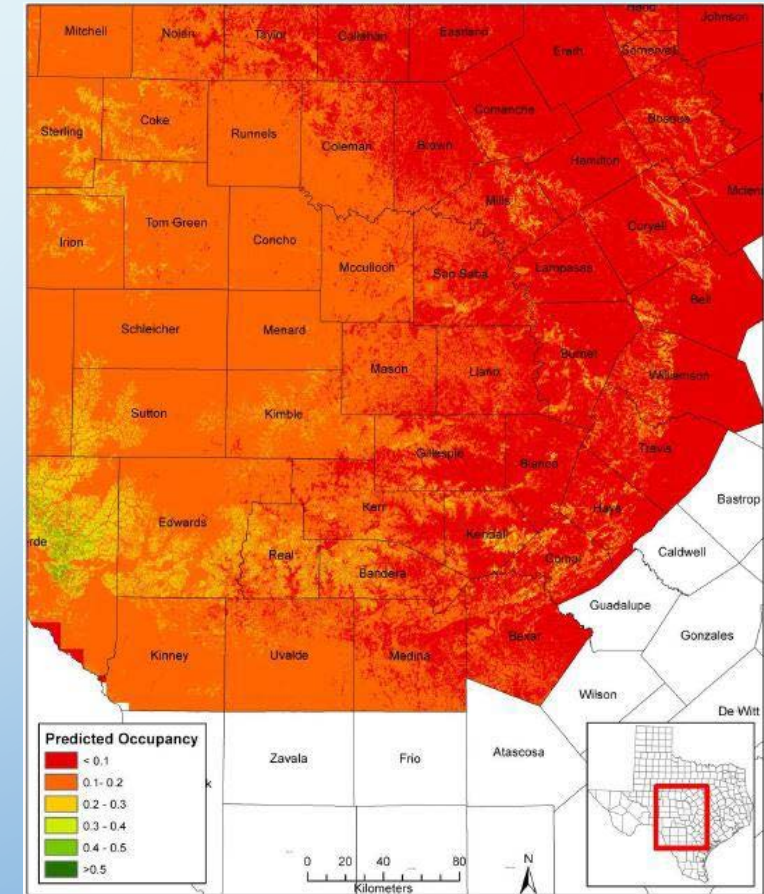 Mitchell Nolan Taylor Callahan Eastland Hood Johnson
Erath Somervell
Sterling Coke Runnels Coleman Brown Comanche Bosque
Hamilton
Irion Tom Green Concho Mills Coryell
Mcculloch San Saba Lampasas Bell
Schleicher Menard Mason Llano Burnet Williamson
Sutton Kimble Gillespie Blanco Travis
Bastrop
Edwards Kerr Kendall Hays
rde Real Bandera Comal Caldwell
Guadalupe
Kinney Uvalde Medina Bexar Gonzales
Wilson
De Witt
Zavala Frio Atascosa
k
Predicted Occupancy
< 0.1
0.1- 0.2
0.2 - 0.3
0.3 - 0.4
0.4 - 0.5
>0.5
0 20 40 80
Kilometers
N